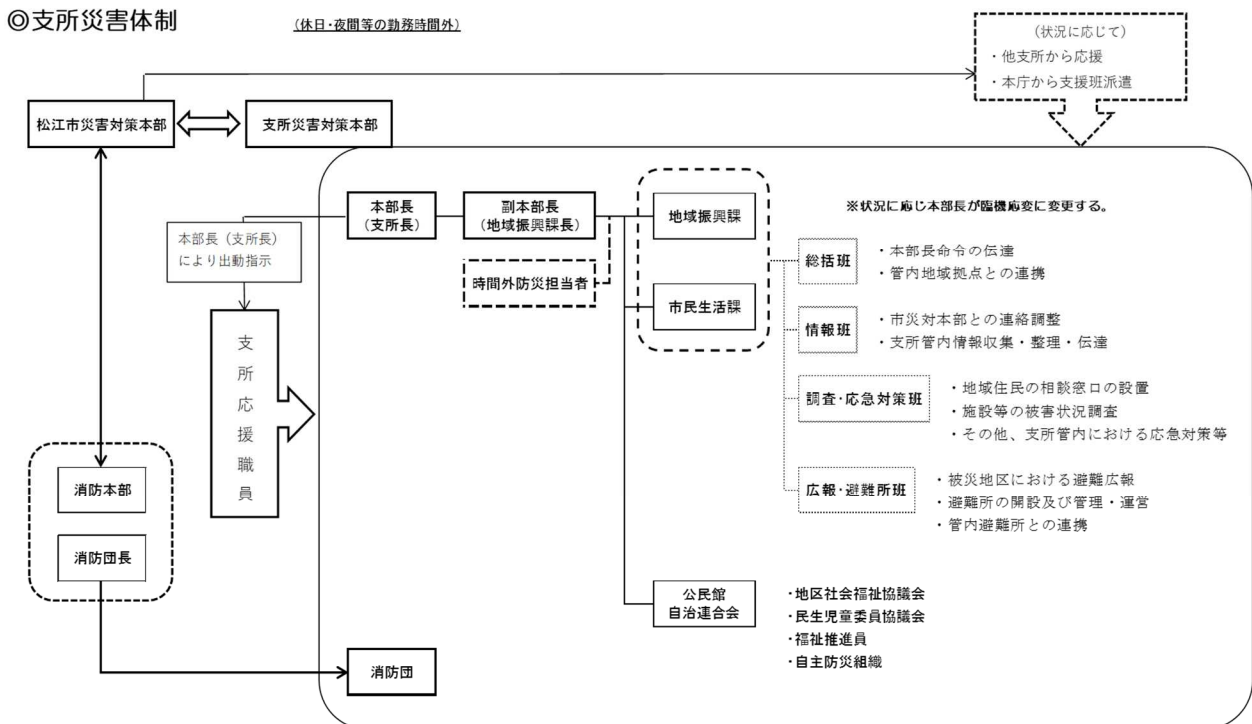 ◎支所災害体制
(休日・夜間等の勤務時間外)
(状況に応じて)
・他支所から応援
・本庁から支援班派遣
松江市災害対策本部
支所災害対策本部
本部長
(支所長)
副本部長
(地域振興課長)
地域振興課
※状況に応じ本部長が臨機応変に変更する。
本部長(支所長)
により出動指示
時間外防災担当者
市民生活課
総括班
・本部長命令の伝達
・管内地域拠点との連携
情報班
・市災対本部との連絡調整
・支所管内情報収集・整理・伝達
支所応援職員
調査・応急対策班
・地域住民の相談窓口の設置
・施設等の被害状況調査
・その他、支所管内における応急対策等
広報・避難所班
・被災地区における避難広報
・避難所の開設及び管理・運営
・管内避難所との連携
消防本部
消防団長
公民館
自治連合会
・地区社会福祉協議会
・民生児童委員協議会
・福祉推進員
・自主防災組織
消防団